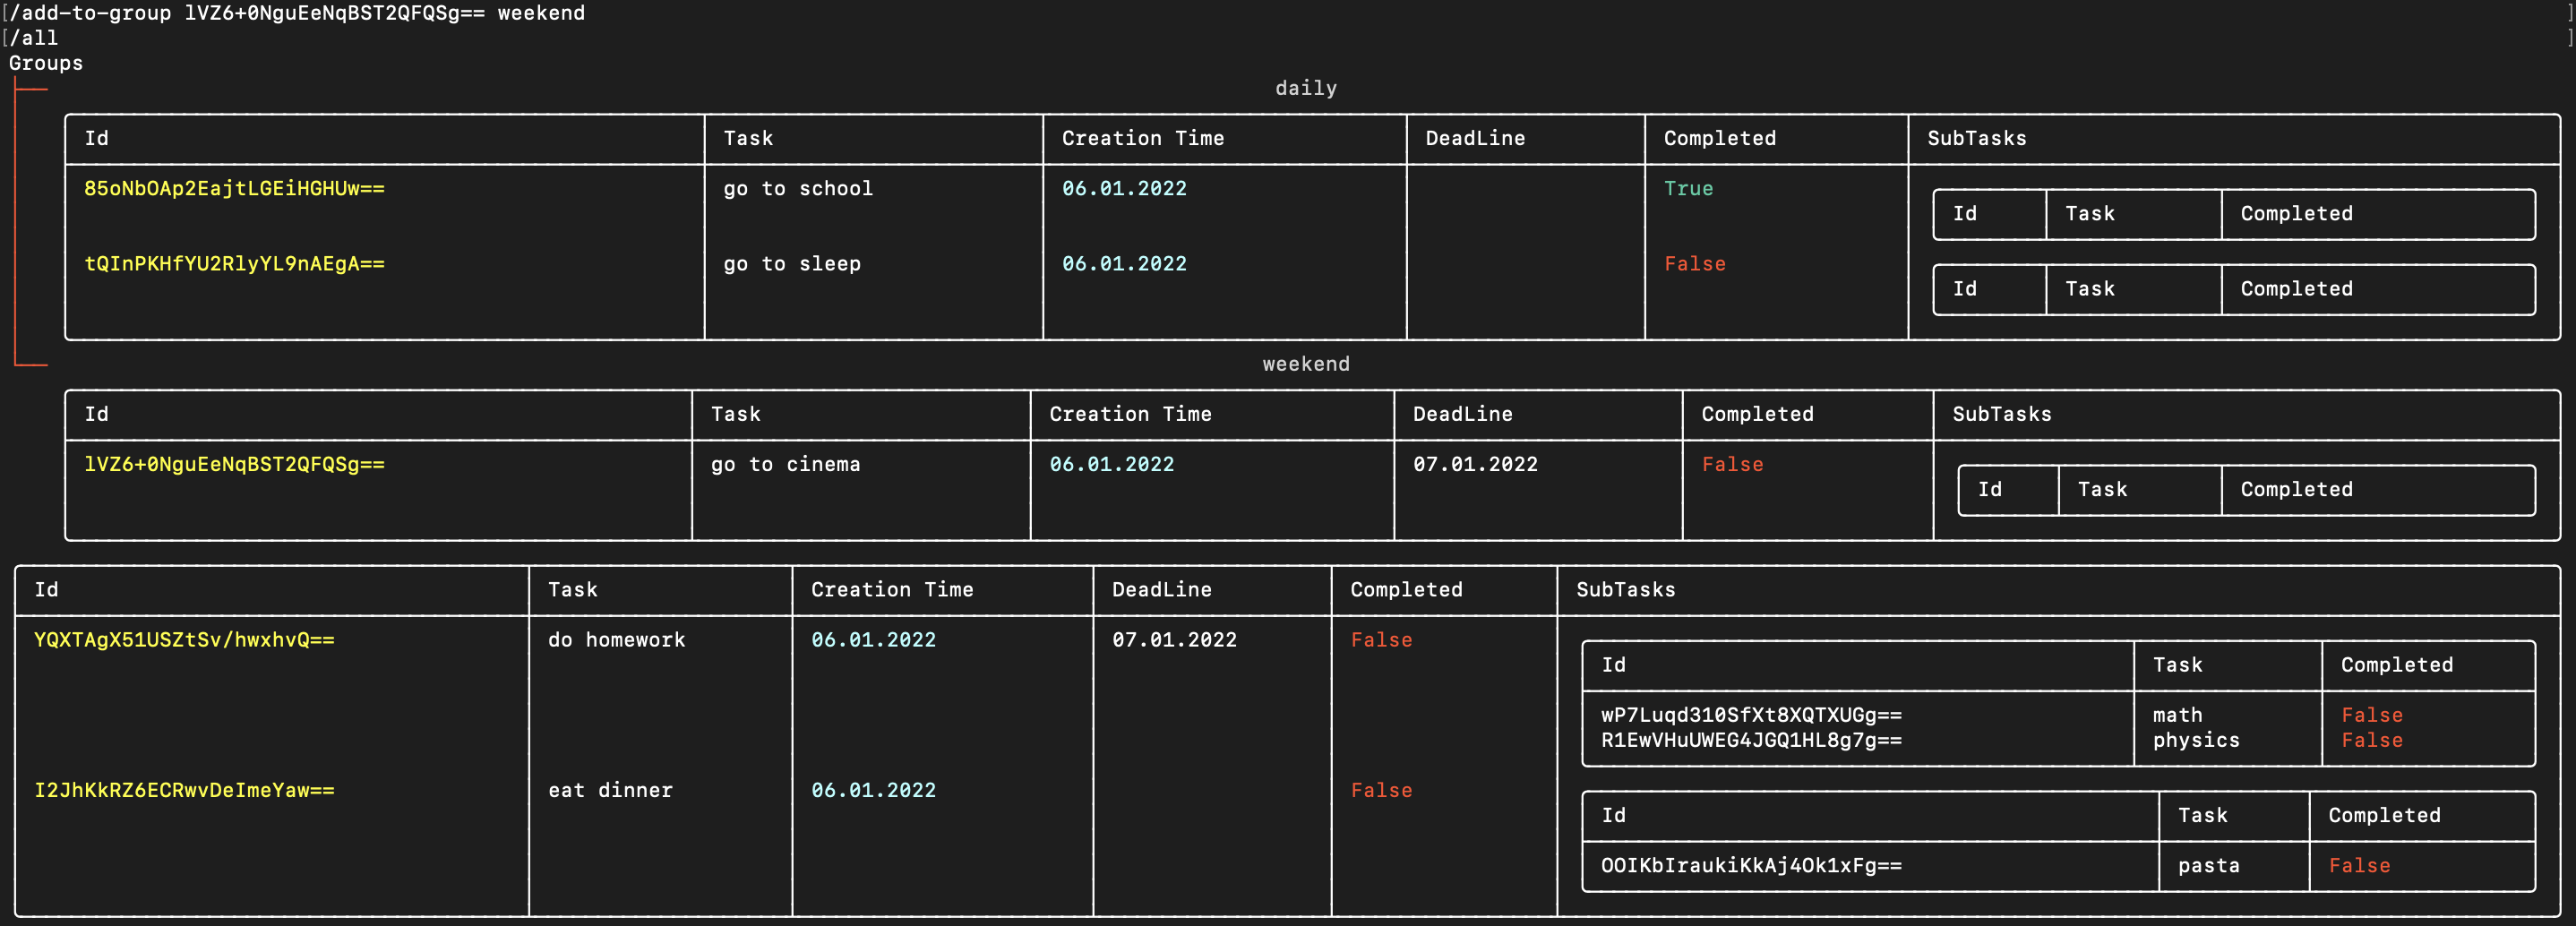 [/add-to-group lVZ6+0NguEeNqBST2QFQSg== weekend ]
[/all ]
Groups
daily
Id Task Creation Time DeadLine Completed SubTasks
85oNbOAp2EajtLGEiHGHUw== go to school 06.01.2022 True
Id Task Completed
tQInPKHfYU2RlyYL9nAEgA== go to sleep 06.01.2022 False
Id Task Completed
weekend
Id Task Creation Time DeadLine Completed SubTasks
lVZ6+0NguEeNqBST2QFQSg== go to cinema 06.01.2022 07.01.2022 False
Id Task Completed
Id Task Creation Time DeadLine Completed SubTasks
YQXTAgX51USZtSv/hwxhvQ== do homework 06.01.2022 07.01.2022 False
Id Task Completed
wP7Luqd310SfXt8XQTXUGg== math False
R1EwVHuUWEG4JGQ1HL8g7g== physics False
I2JhKkRZ6ECRwvDeImeYaw== eat dinner 06.01.2022 False
Id Task Completed
OOIKbIraukiKkAj4Ok1xFg== pasta False